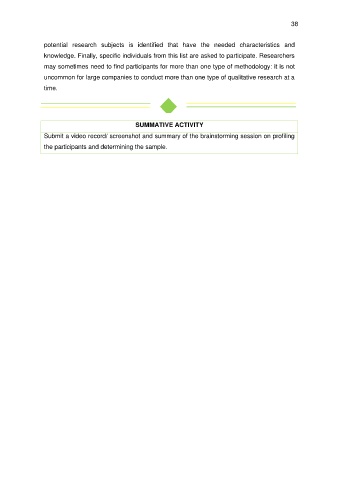 38
potential research subjects is identified that have the needed characteristics and
knowledge. Finally, specific individuals from this list are asked to participate. Researchers
may sometimes need to find participants for more than one type of methodology: It is not
uncommon for large companies to conduct more than one type of qualitative research at a
time.
SUMMATIVE ACTIVITY
Submit a video record/ screenshot and summary of the brainstorming session on profiling
the participants and determining the sample.